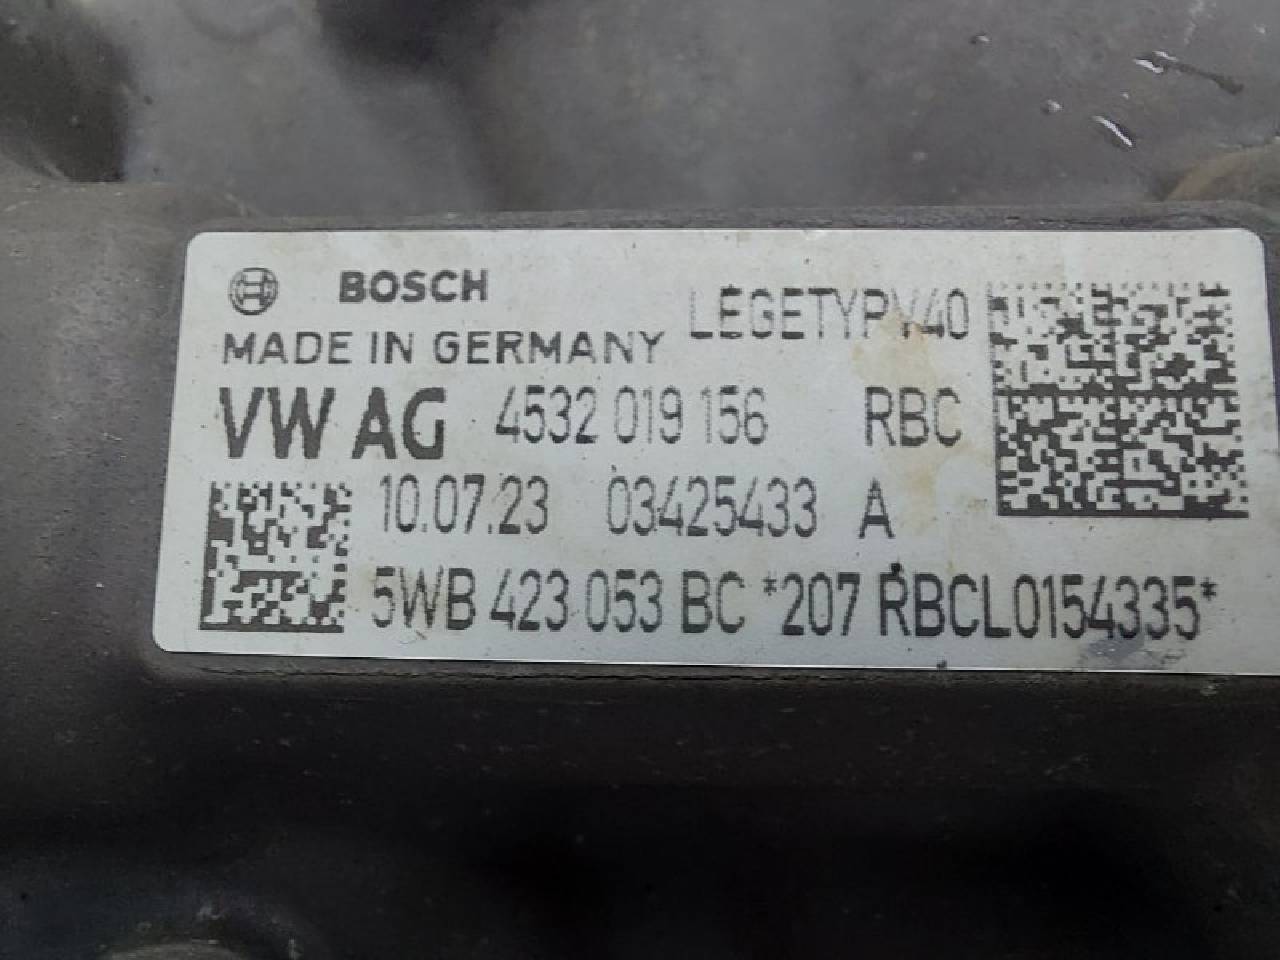 BOSCH
LEGETYPV40
MADE IN GERMANY
VW AG 4532 019 156 RBC
10.07.23 03425433 A
5WB 423 053 BC *207 RBCL0154335*